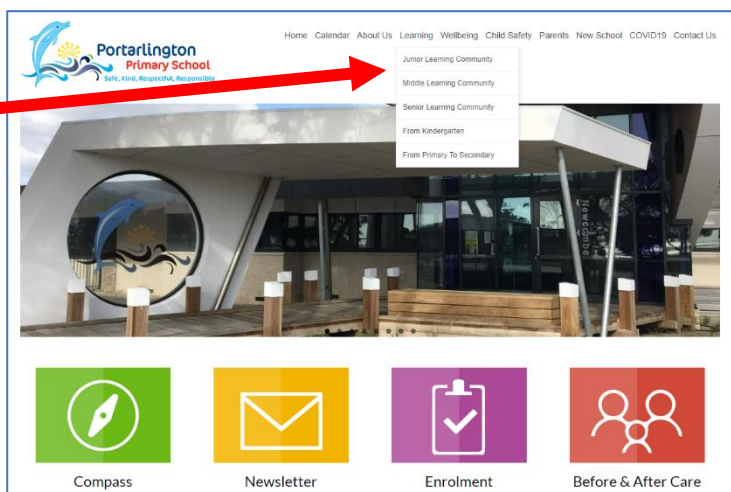 Portarlington
Primary School
Safe, Kind, Respectful, Responsible
Home Calendar About Us Learning Wellbeing Child Safety Parents New School COVID19 Contact Us
Junior Learning Community
Middle Learning Community
Senior Learning Community
From Kindergarten
From Primary To Secondary
Newcombe
Compass
Newsletter
Enrolment
Before & After Care